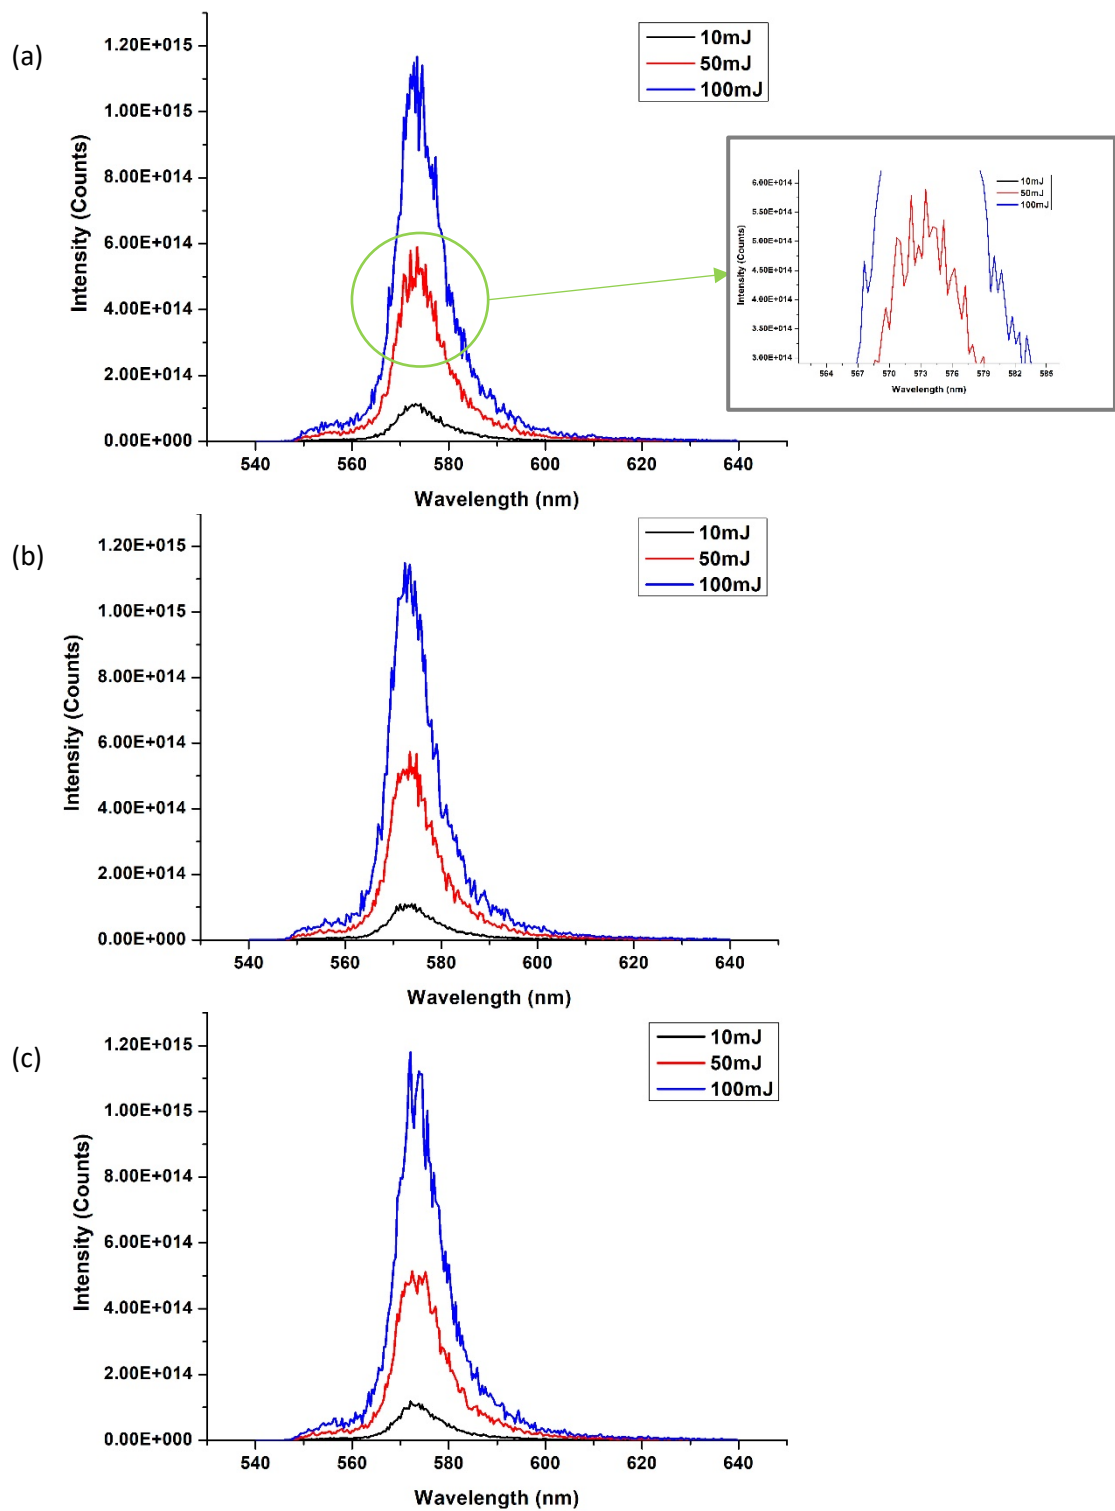 (a)
1.20E+015
1.00E+015
8.00E+014
6.00E+014
4.00E+014
2.00E+014
0.00E+000
Intensity (Counts)
540 560 580 600 620 640
Wavelength (nm)
10mJ
50mJ
100mJ
6.00E+014
5.50E+014
5.00E+014
4.50E+014
4.00E+014
3.50E+014
3.00E+014
Intensity (Counts)
564 567 570 573 576 579 582 585
Wavelength (nm)
10mJ
50mJ
100mJ
(b)
1.20E+015
1.00E+015
8.00E+014
6.00E+014
4.00E+014
2.00E+014
0.00E+000
Intensity (Counts)
540 560 580 600 620 640
Wavelength (nm)
10mJ
50mJ
100mJ
(c)
1.20E+015
1.00E+015
8.00E+014
6.00E+014
4.00E+014
2.00E+014
0.00E+000
Intensity (Counts)
540 560 580 600 620 640
Wavelength (nm)
10mJ
50mJ
100mJ